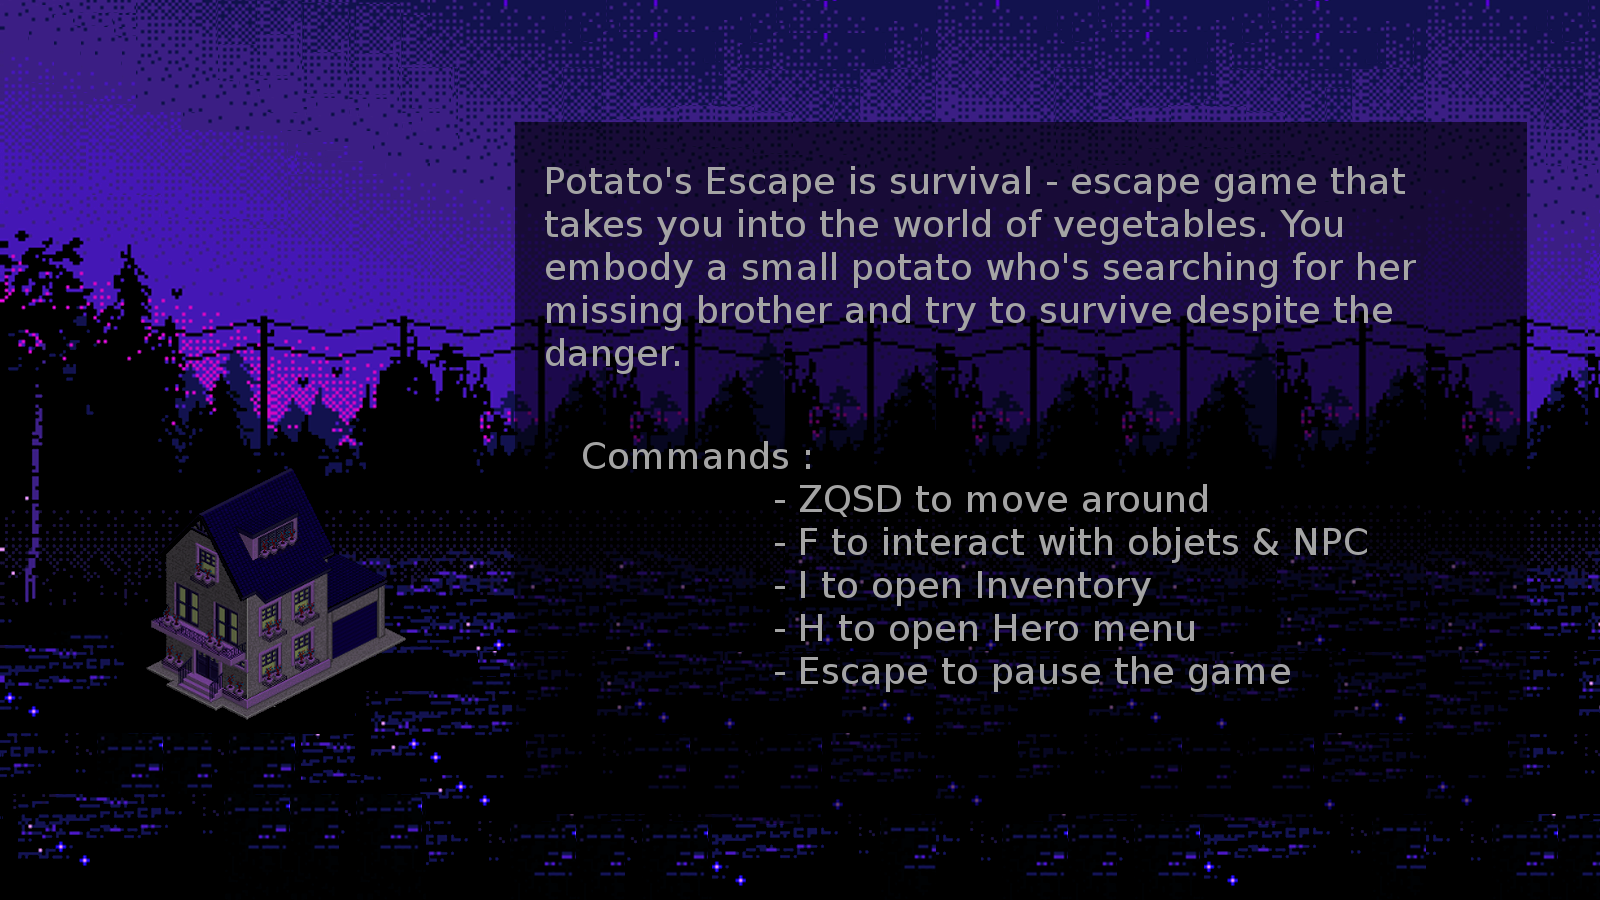 Potato's Escape is survival - escape game that
takes you into the world of vegetables. You
embody a small potato who's searching for her
missing brother and try to survive despite the
danger.
Commands :
- ZQSD to move around
- F to interact with objets & NPC
- I to open Inventory
- H to open Hero menu
- Escape to pause the game